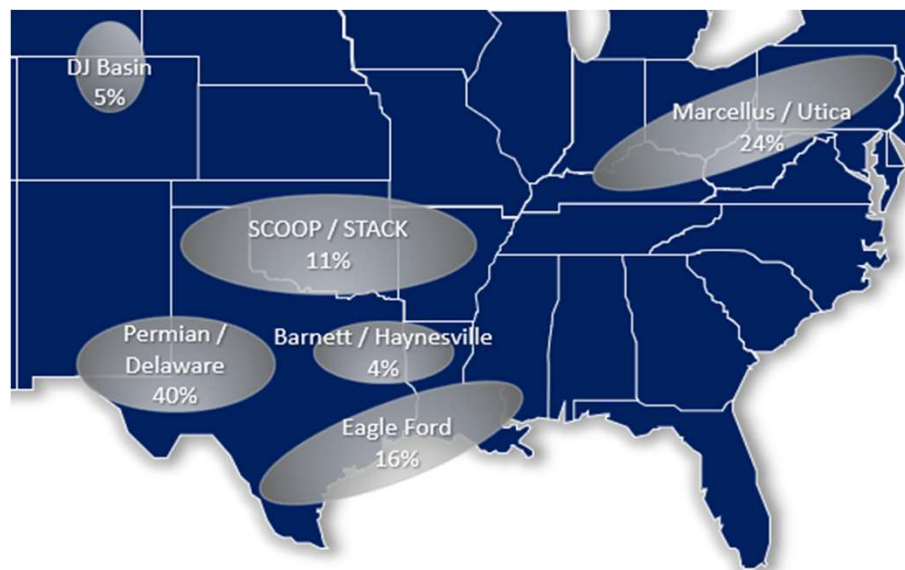 DJ Basin
5%
Marcellus / Utica
24%
SCOOP / STACK
11%
Permian /
Delaware
40%
Barnett / Haynesville
4%
Eagle Ford
16%